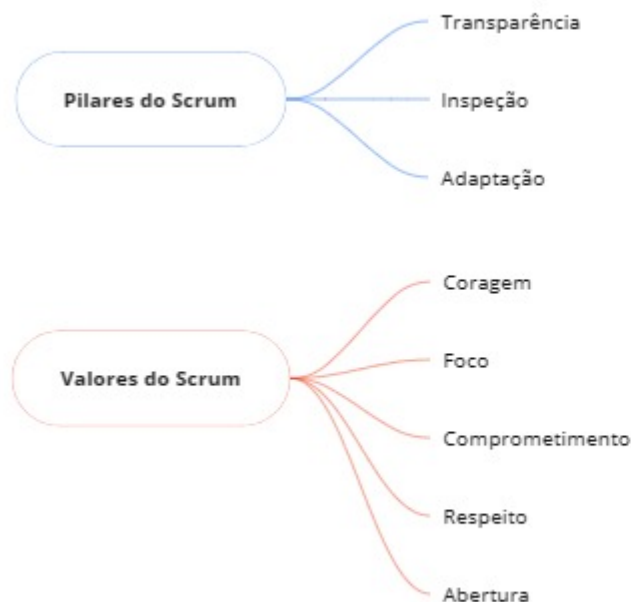 Pilares do Scrum
Transparência
Inspeção
Adaptação
Valores do Scrum
Coragem
Foco
Comprometimento
Respeito
Abertura